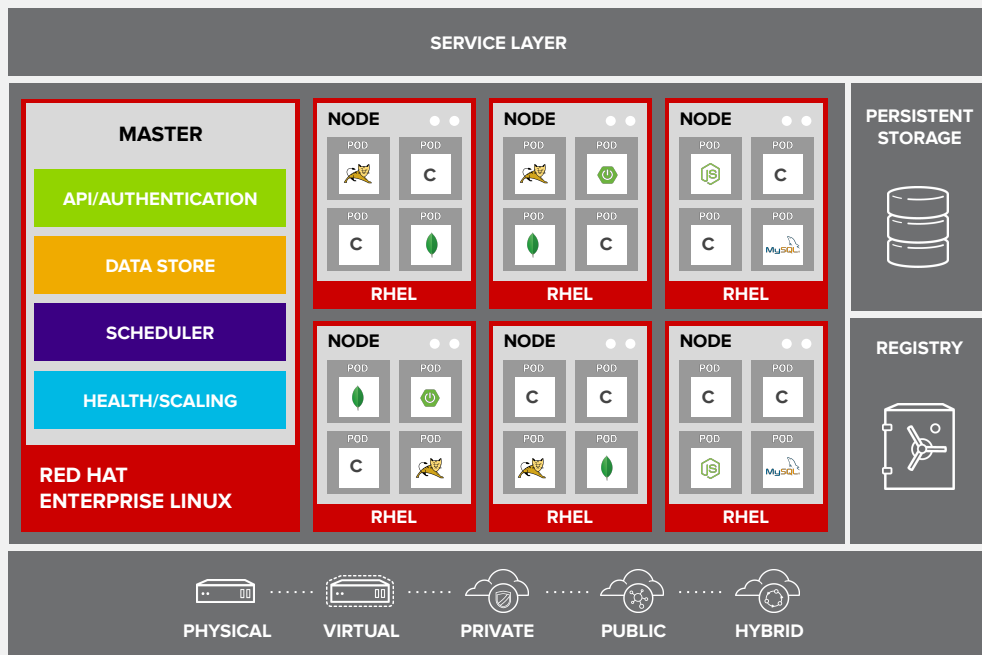 SERVICE LAYER
MASTER
API/AUTHENTICATION
DATA STORE
SCHEDULER
HEALTH/SCALING
RED HAT
ENTERPRISE LINUX
NODE
POD
POD
C
POD
C
POD
RHEL
NODE
POD
POD
POD
POD
C
RHEL
NODE
POD
JS
POD
C
POD
C
POD
MySQL
RHEL
NODE
POD
POD
POD
C
POD
RHEL
NODE
POD
C
POD
C
POD
POD
RHEL
NODE
POD
C
POD
C
POD
JS
POD
MySQL
RHEL
PERSISTENT
STORAGE
REGISTRY
PHYSICAL
VIRTUAL
PRIVATE
PUBLIC
HYBRID